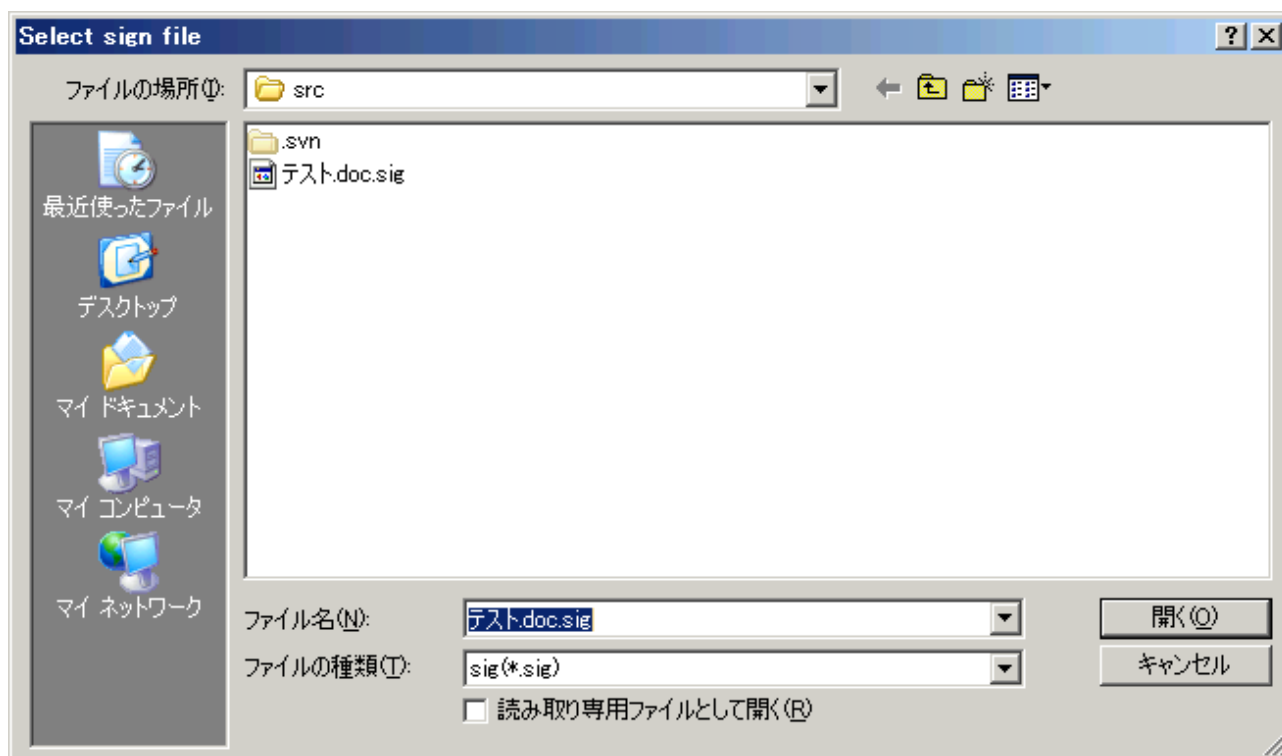 Select sign file
ファイルの場所(I):
src
.svn
テスト.doc.sig
最近使ったファイル
デスクトップ
マイ ドキュメント
マイ コンピュータ
マイ ネットワーク
ファイル名(N):
テスト.doc.sig
開く(O)
ファイルの種類(T):
sig(*.sig)
キャンセル
読み取り専用ファイルとして開く(R)